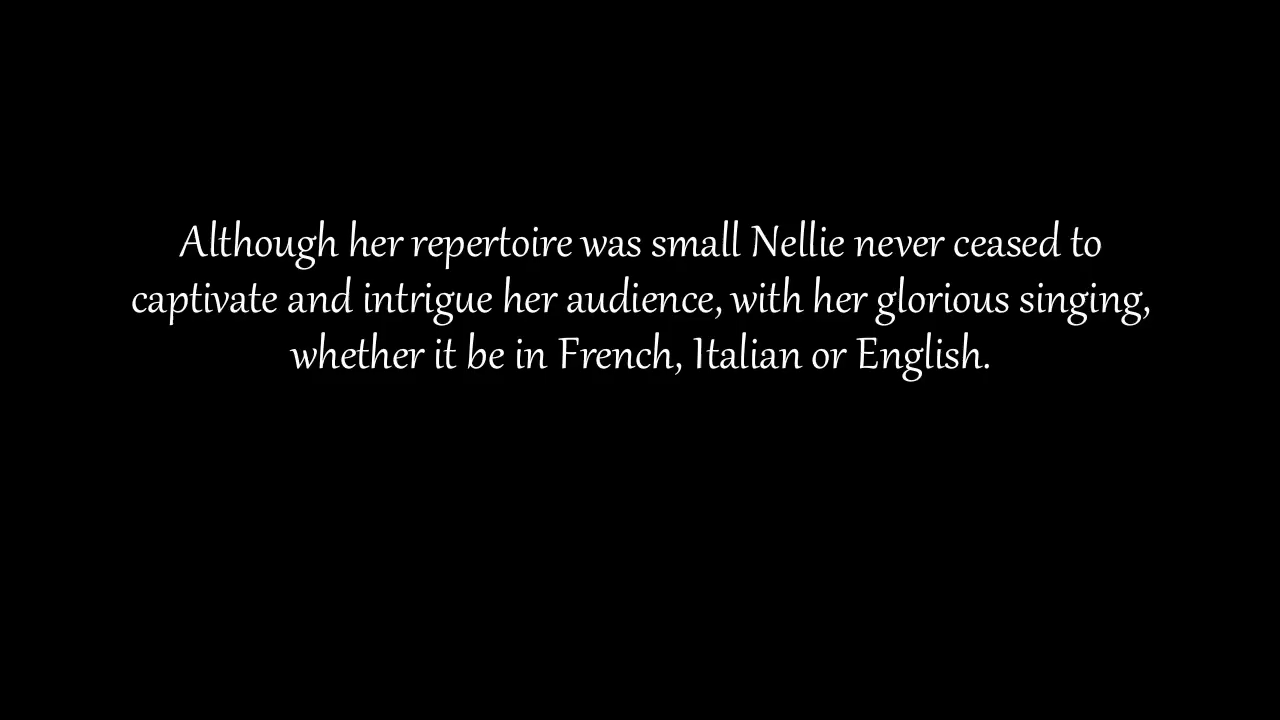 Although her repertoire was small Nellie never ceased to
captivate and intrigue her audience, with her glorious singing,
whether it be in French, Italian or English.